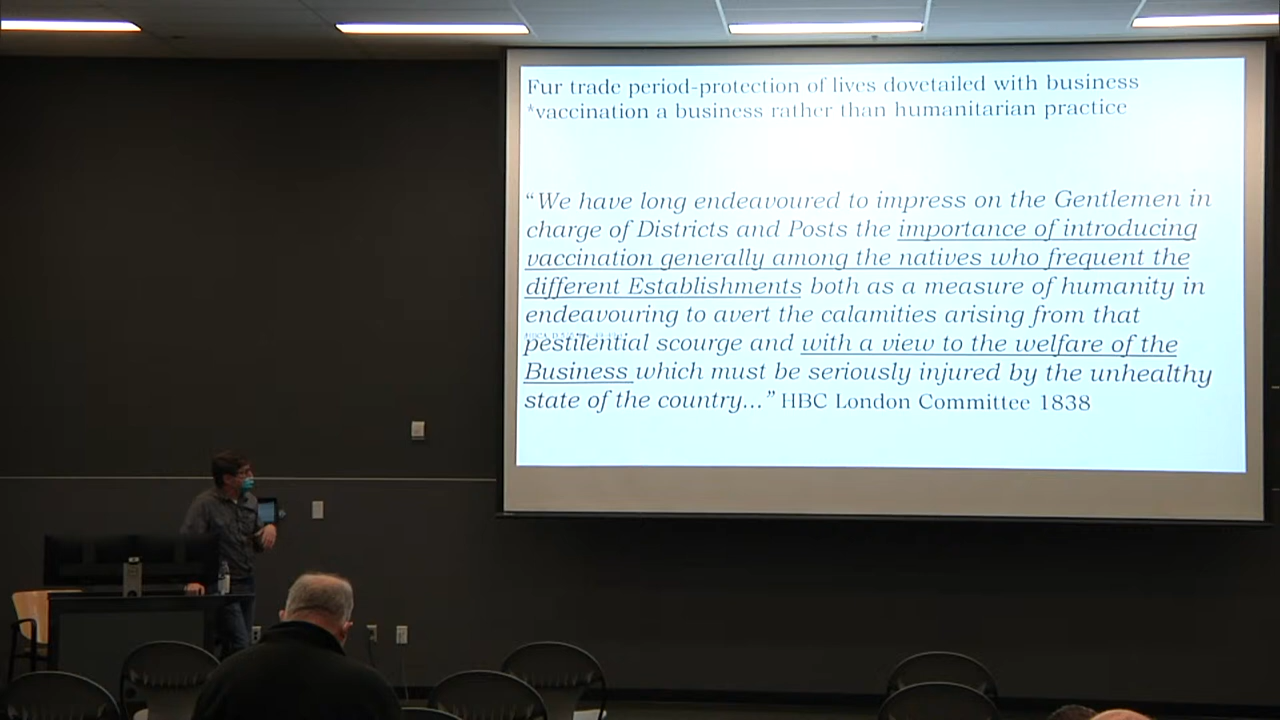 Fur trade period-protection of lives dovetailed with business
*vaccination a business rather than humanitarian practice
“We have long endeavoured to impress on the Gentlemen in
charge of Districts and Posts the importance of introducing
vaccination generally among the natives who frequent the
different Establishments both as a measure of humanity in
endeavouring to avert the calamities arising from that
pestilential scourge and with a view to the welfare of the
Business which must be seriously injured by the unhealthy
state of the country...” HBC London Committee 1838